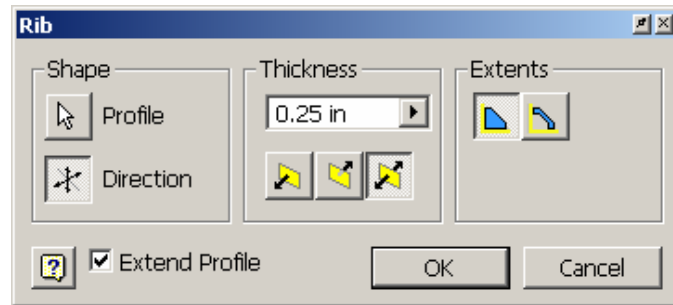 Rib
Shape
Thickness
Extents
Profile
0.25 in
Direction
?
Extend Profile
OK
Cancel